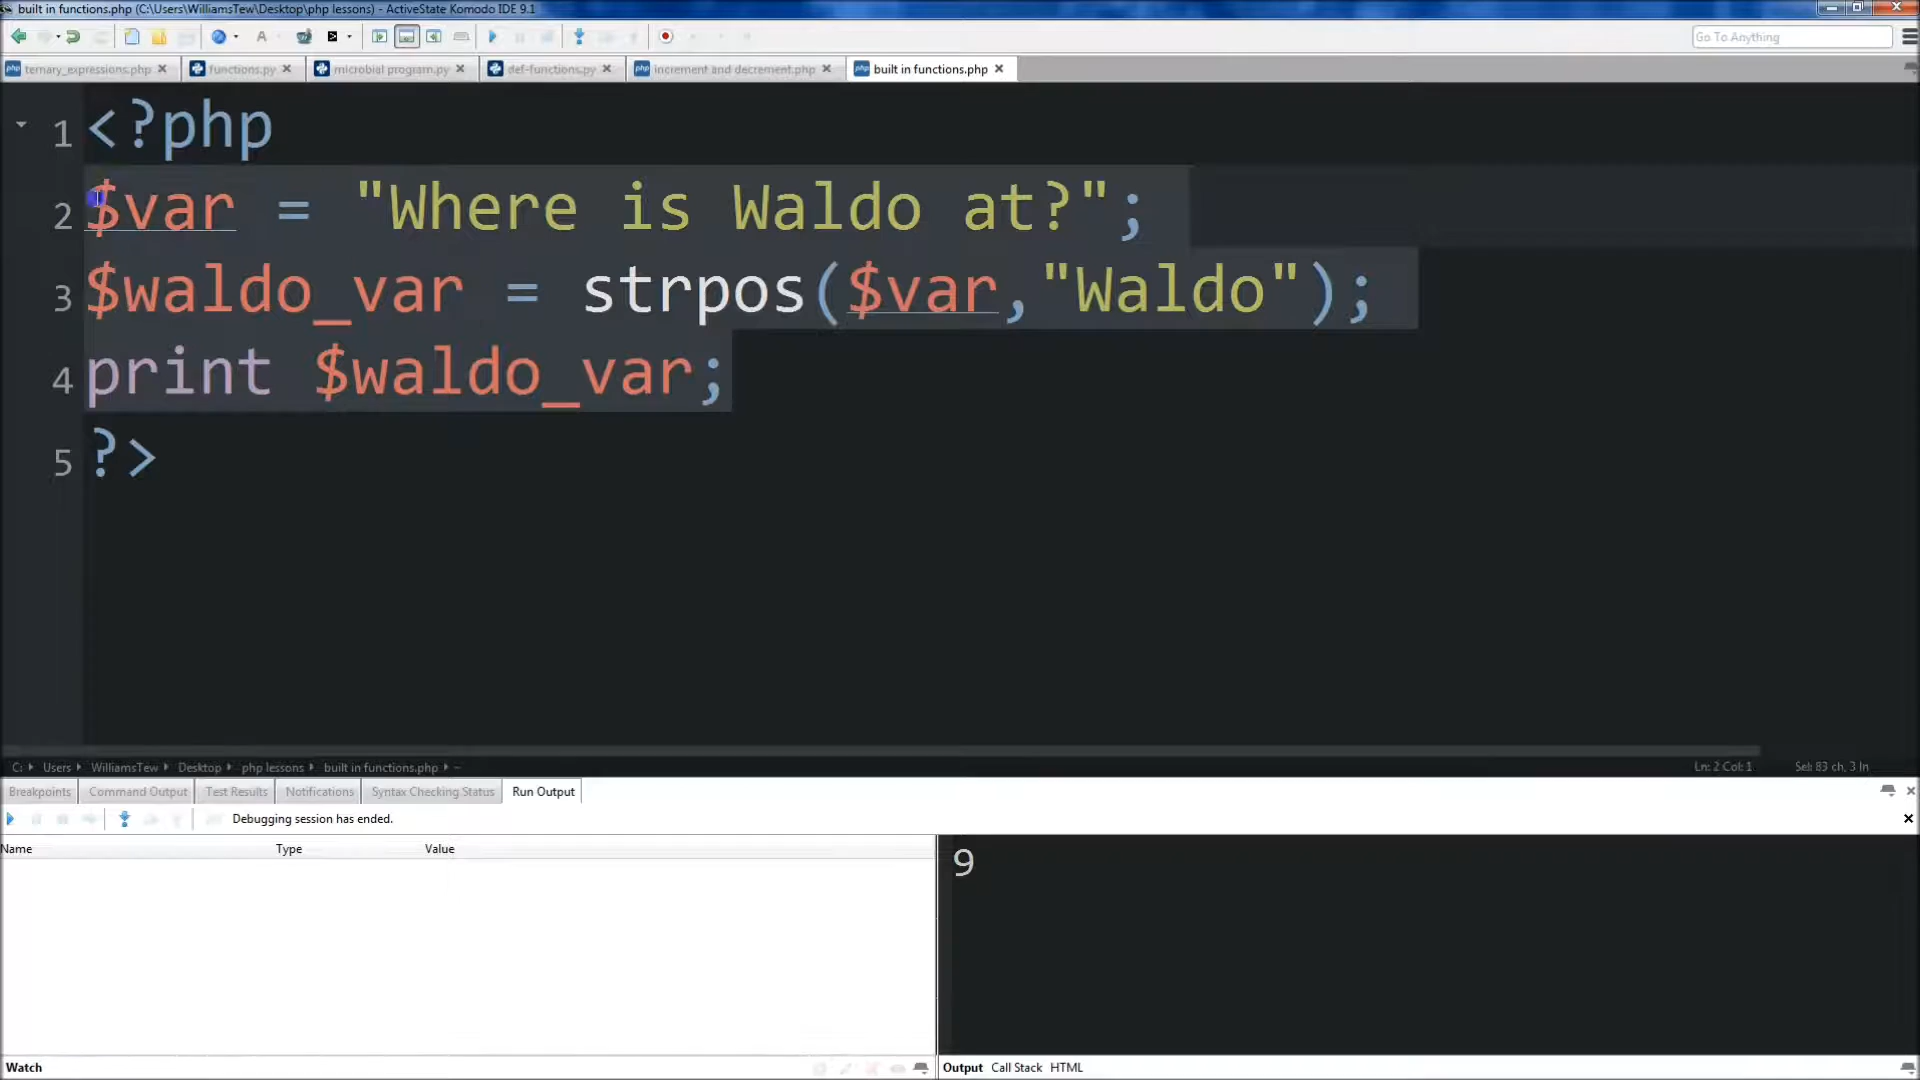 built in functions.php (C:\Users\WilliamsTew\Desktop\php lessons) - ActiveState Komodo IDE 9.1
Go To Anything
ternary_expressions.php functions.py microbial program.py def-functions.py increment and decrement.php built in functions.php
1 <?php
2 $var = "Where is Waldo at?";
3 $waldo_var = strpos($var,"Waldo");
4 print $waldo_var;
5 ?>
C: Users WilliamsTew Desktop php lessons built in functions.php Ln: 2 Col: 1 Sel: 83 ch, 3 ln
Breakpoints Command Output Test Results Notifications Syntax Checking Status Run Output
Debugging session has ended.
Name Type Value
9
Watch Output Call Stack HTML